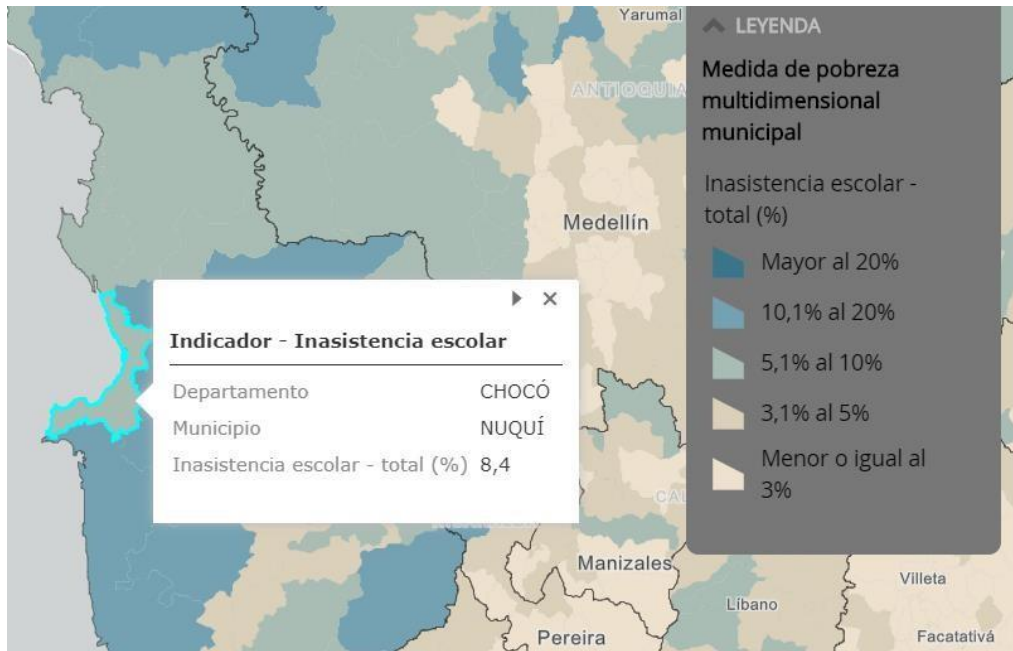 Yarumal
ANTIOQUIA
Medellín
Manizales
Líbano
Villeta
Pereira
Facatativá
LEYENDA
Medida de pobreza
multidimensional
municipal
Inasistencia escolar -
total (%)
Mayor al 20%
10,1% al 20%
5,1% al 10%
3,1% al 5%
Menor o igual al
3%
Indicador - Inasistencia escolar
Departamento CHOCÓ
Municipio NUQUÍ
Inasistencia escolar - total (%) 8,4